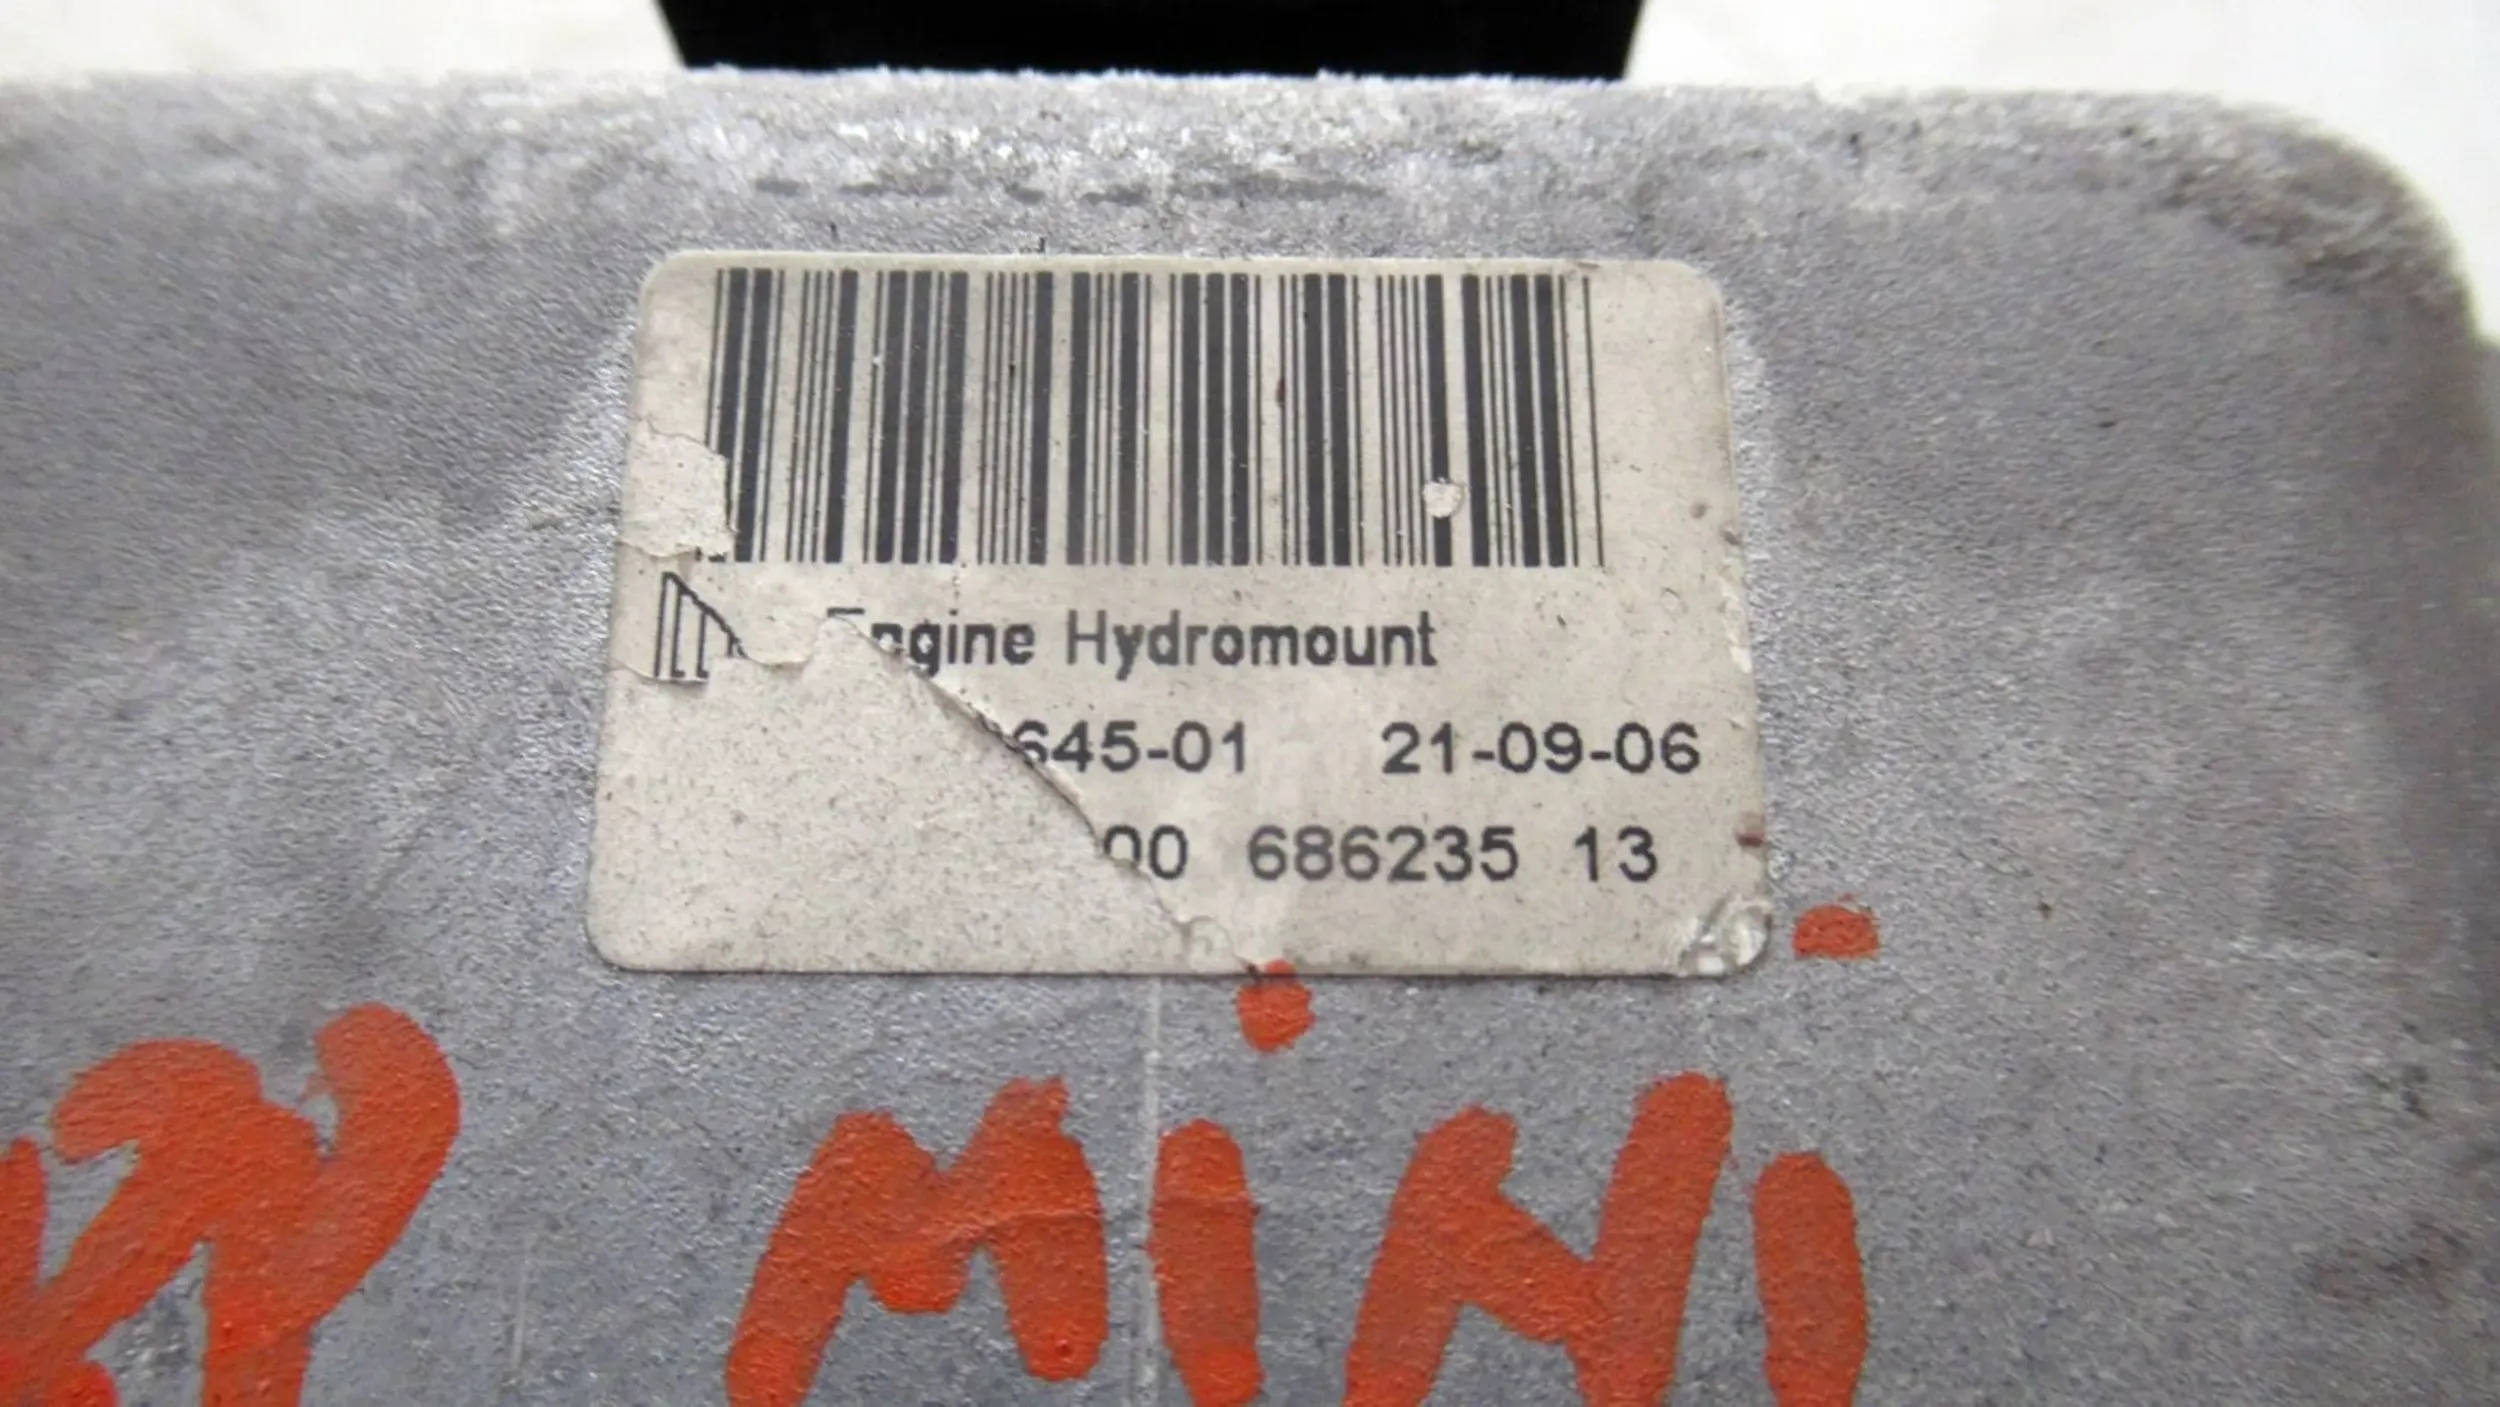 Engine Hydromount
645-01 21-09-06
00 686235 13
MiNi